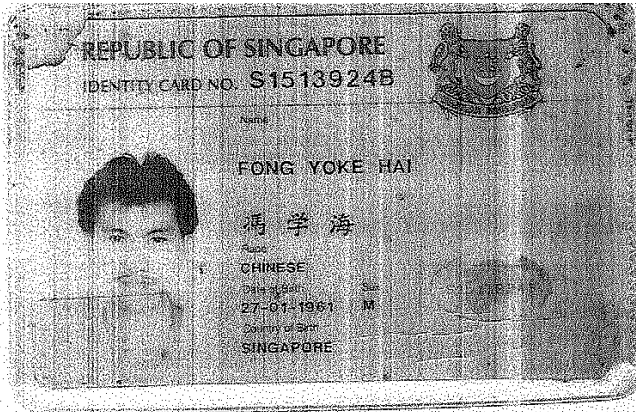 REPUBLIC OF SINGAPORE
IDENTITY CARD NO. S1513924B
Name
FONG YOKE HAI
冯学海
Race
CHINESE
Date of Birth Sex
27-01-1961 M
Country of Birth
SINGAPORE